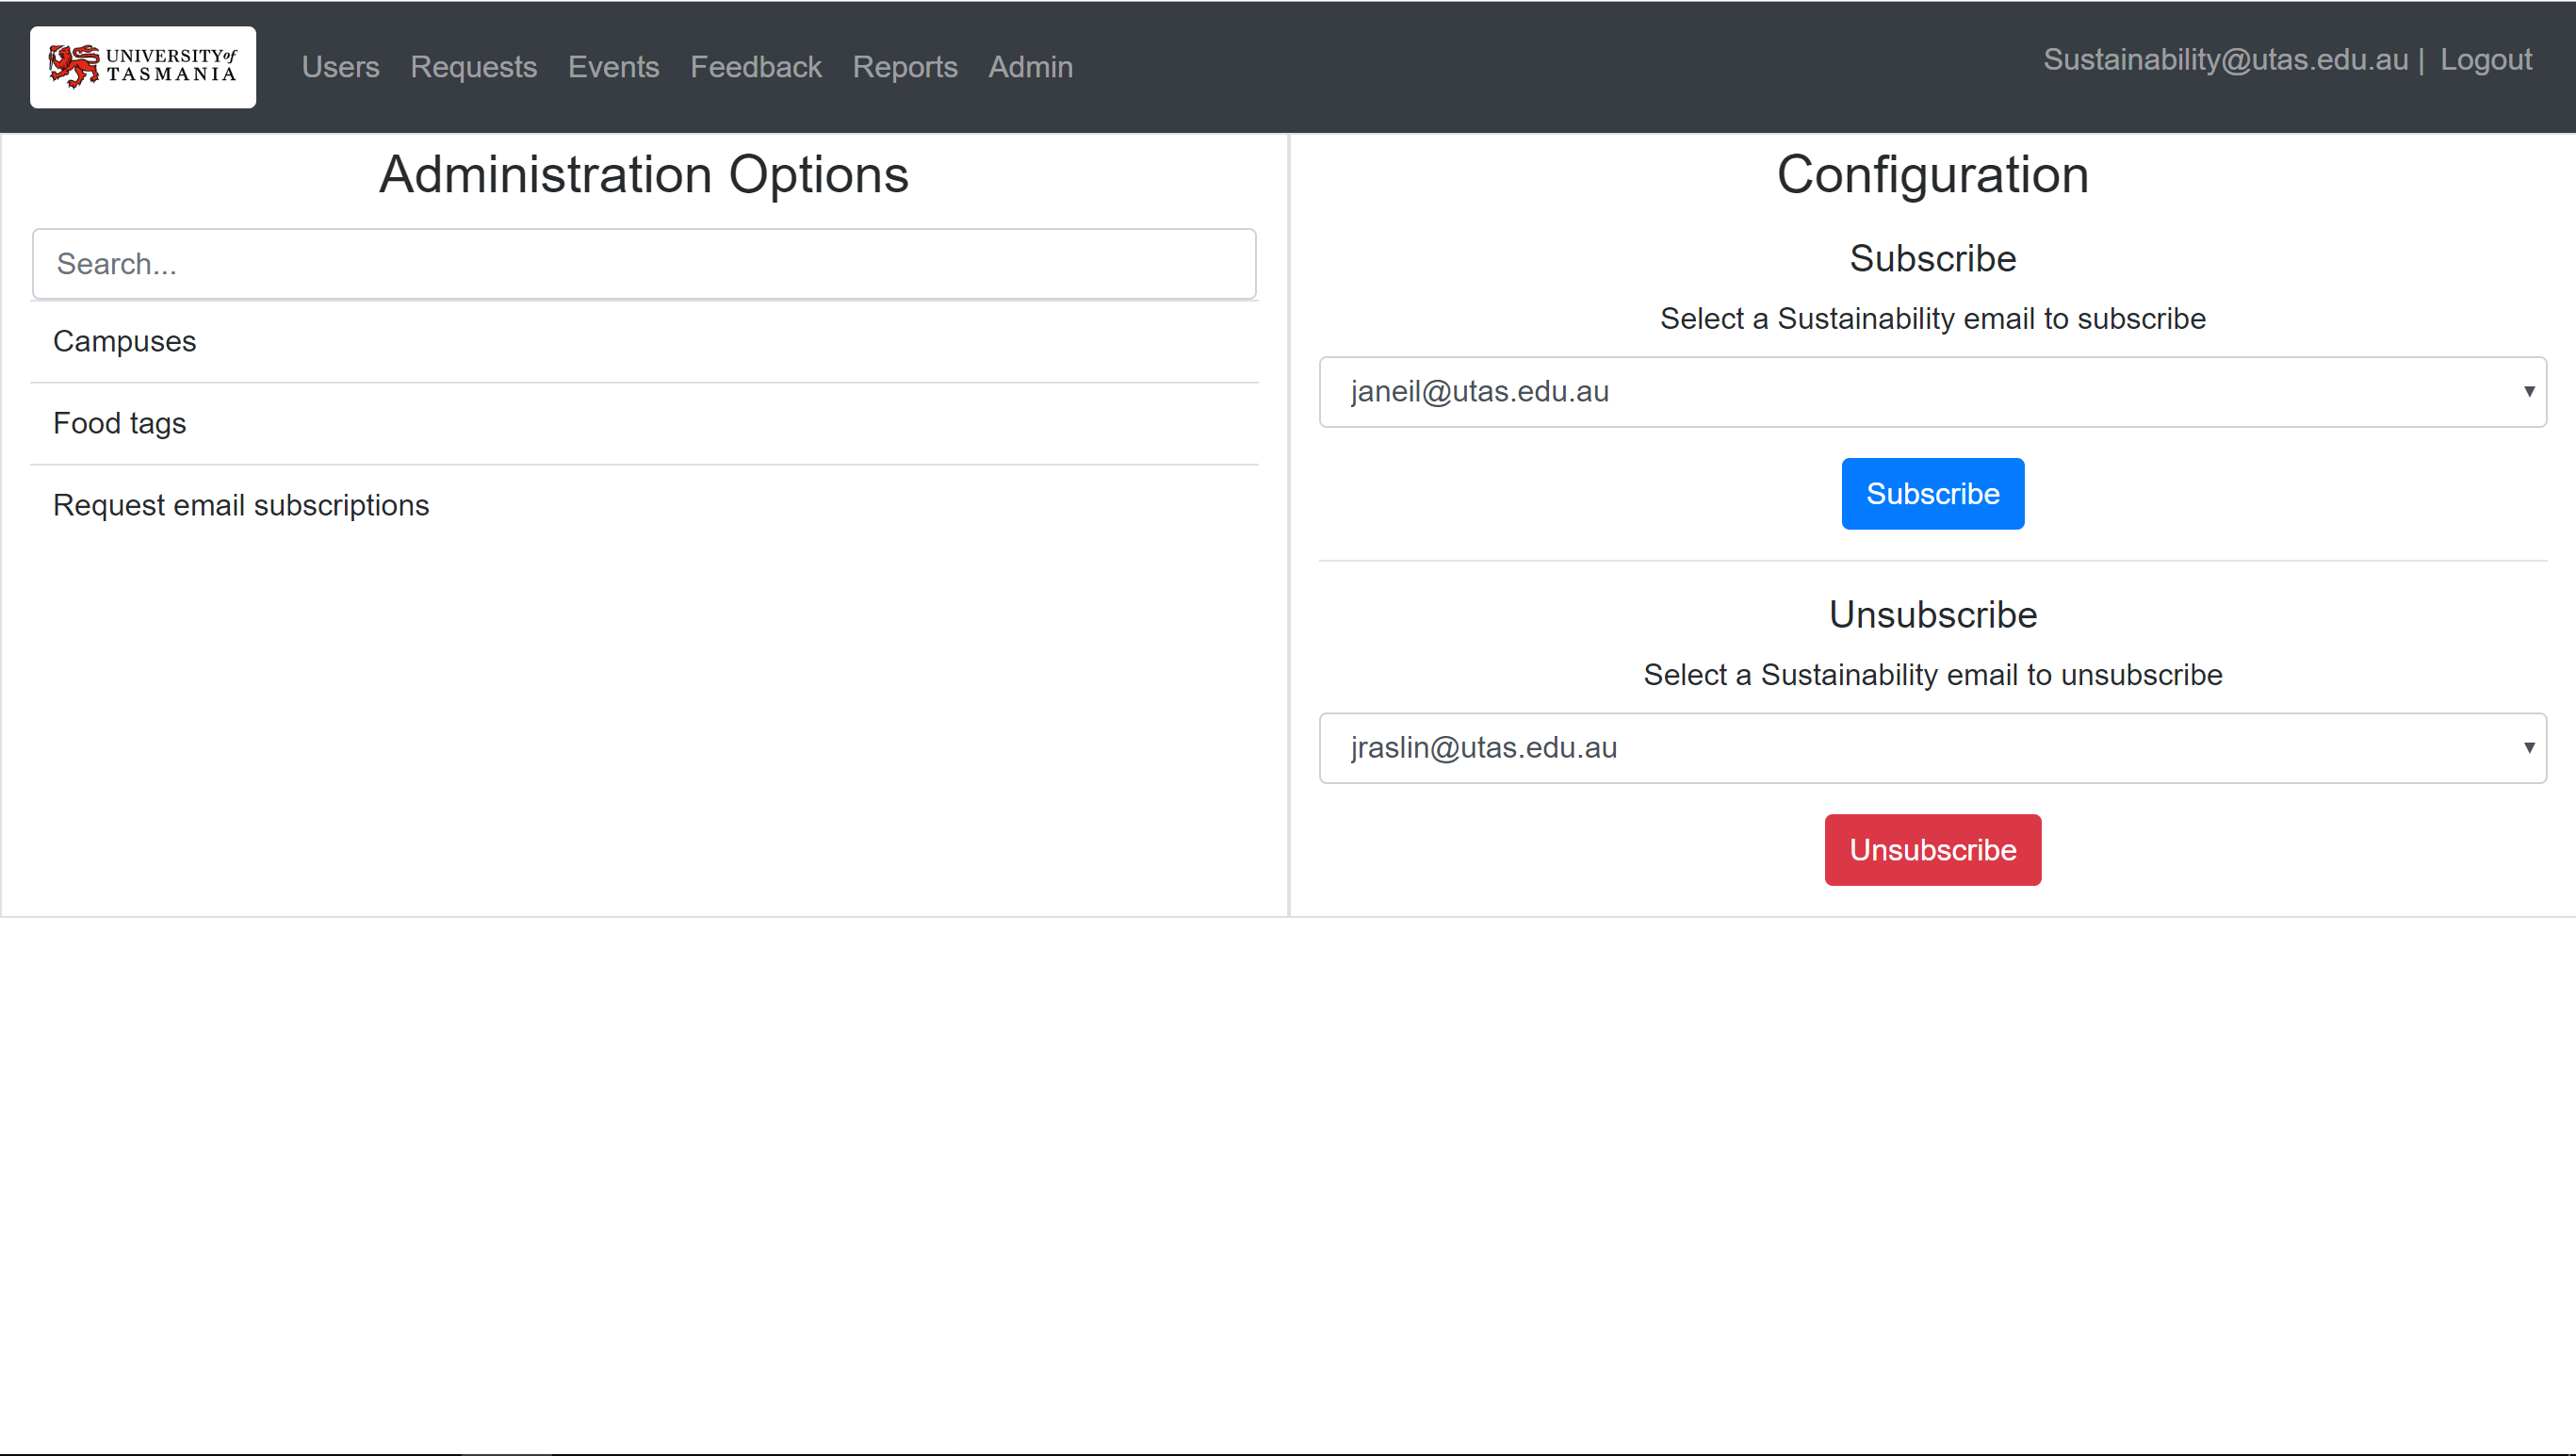 UNIVERSITY of
TASMANIA
Users Requests Events Feedback Reports Admin
Sustainability@utas.edu.au | Logout
Administration Options
Search...
Campuses
Food tags
Request email subscriptions
Configuration
Subscribe
Select a Sustainability email to subscribe
janeil@utas.edu.au
Subscribe
Unsubscribe
Select a Sustainability email to unsubscribe
jraslin@utas.edu.au
Unsubscribe